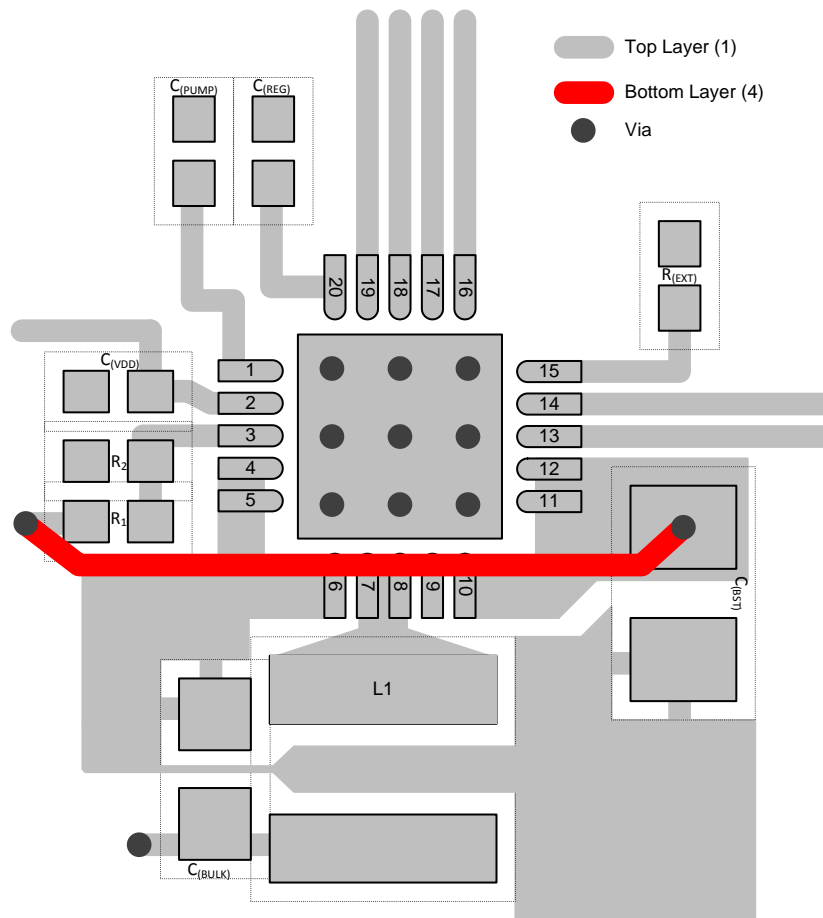 Top Layer (1)
Bottom Layer (4)
Via
C(PUMP)
C(REG)
R(EXT)
20
19
18
17
16
C(VDD)
1
2
3
4
5
15
14
13
12
11
R2
R1
6
7
8
9
10
C(BST)
L1
C(BULK)